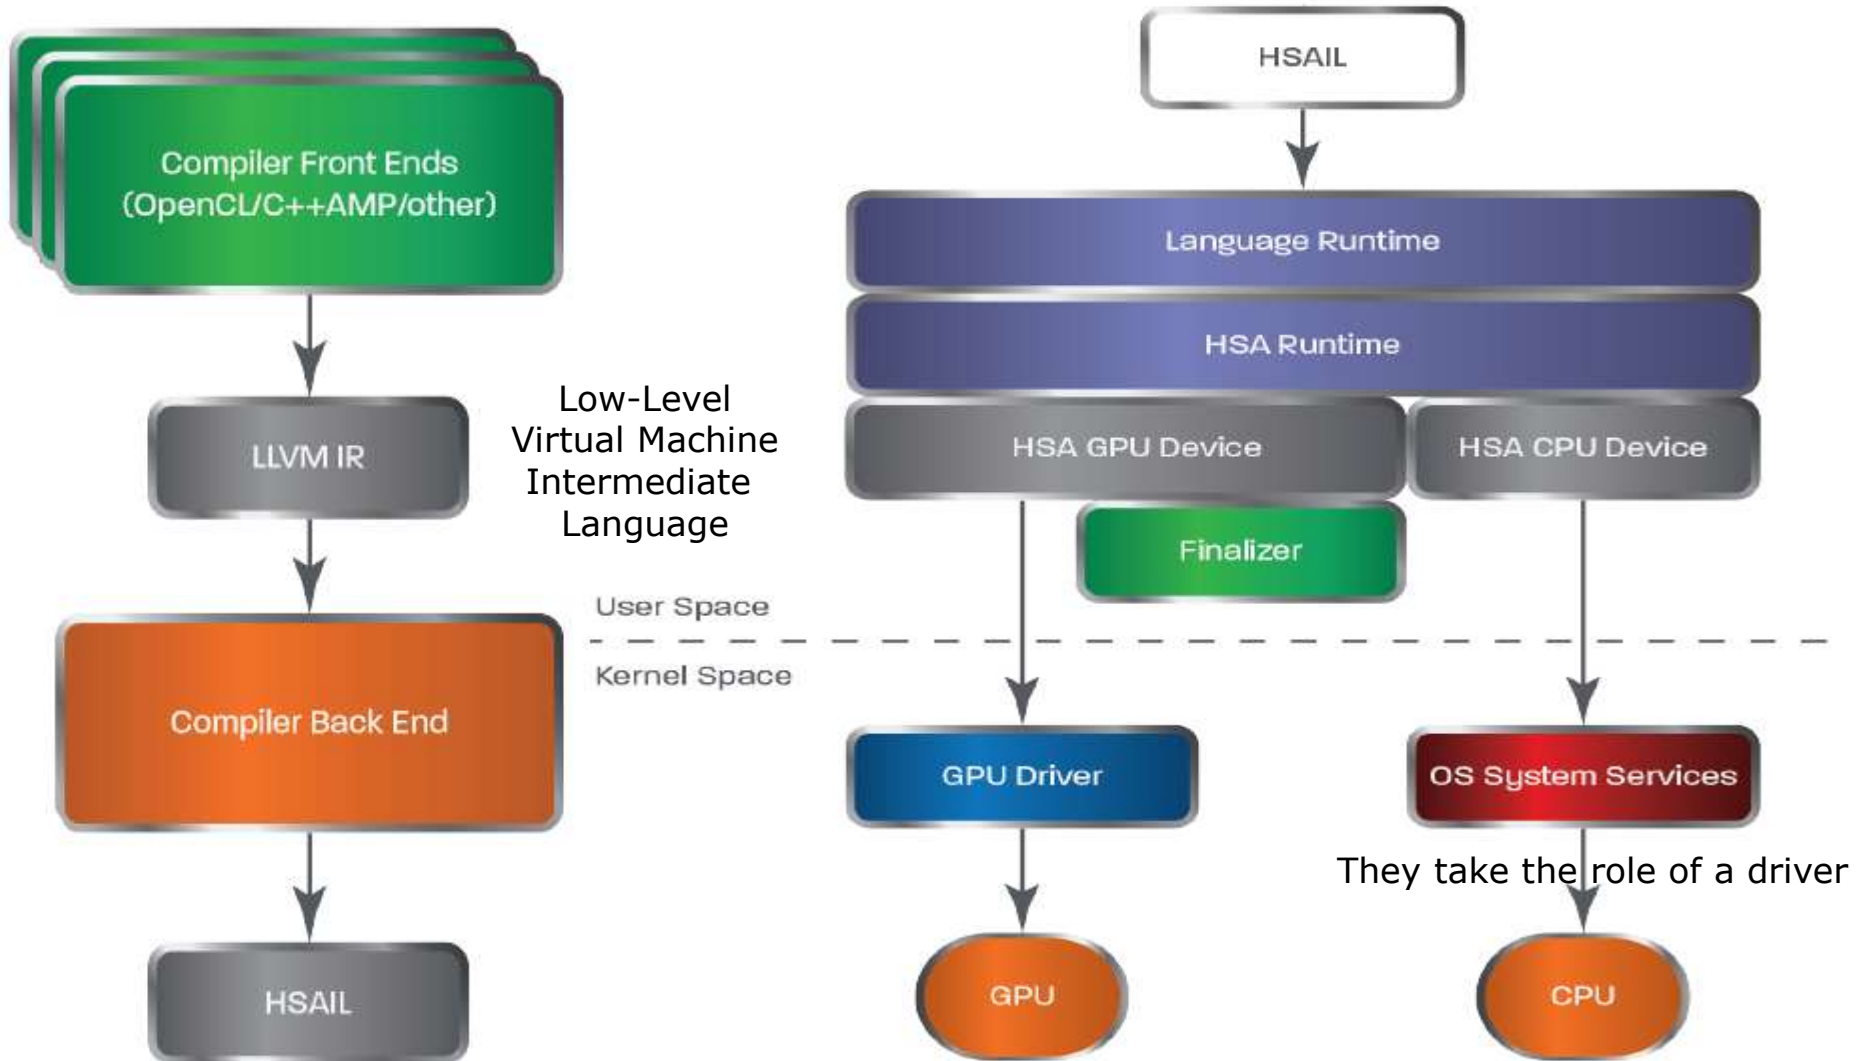 Compiler Front Ends
(OpenCL/C++AMP/other)
LLVM IR
Low-Level
Virtual Machine
Intermediate
Language
Compiler Back End
HSAIL
HSAIL
Language Runtime
HSA Runtime
HSA GPU Device
HSA CPU Device
Finalizer
User Space
Kernel Space
GPU Driver
OS System Services
They take the role of a driver
GPU
CPU